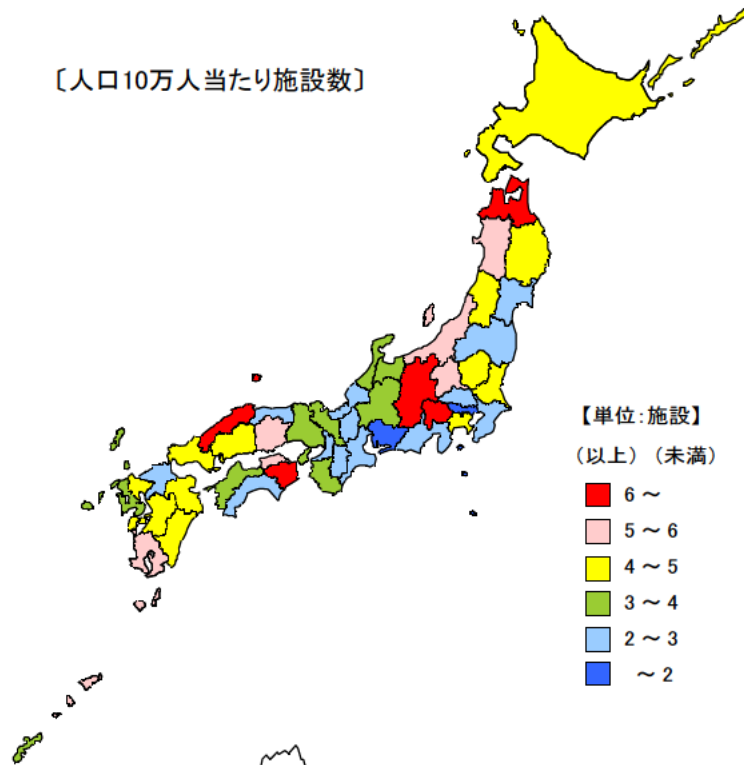 〔人口10万人当たり施設数〕
【単位:施設】
（以上）（未満）
6 ～
5 ～ 6
4 ～ 5
3 ～ 4
2 ～ 3
～ 2